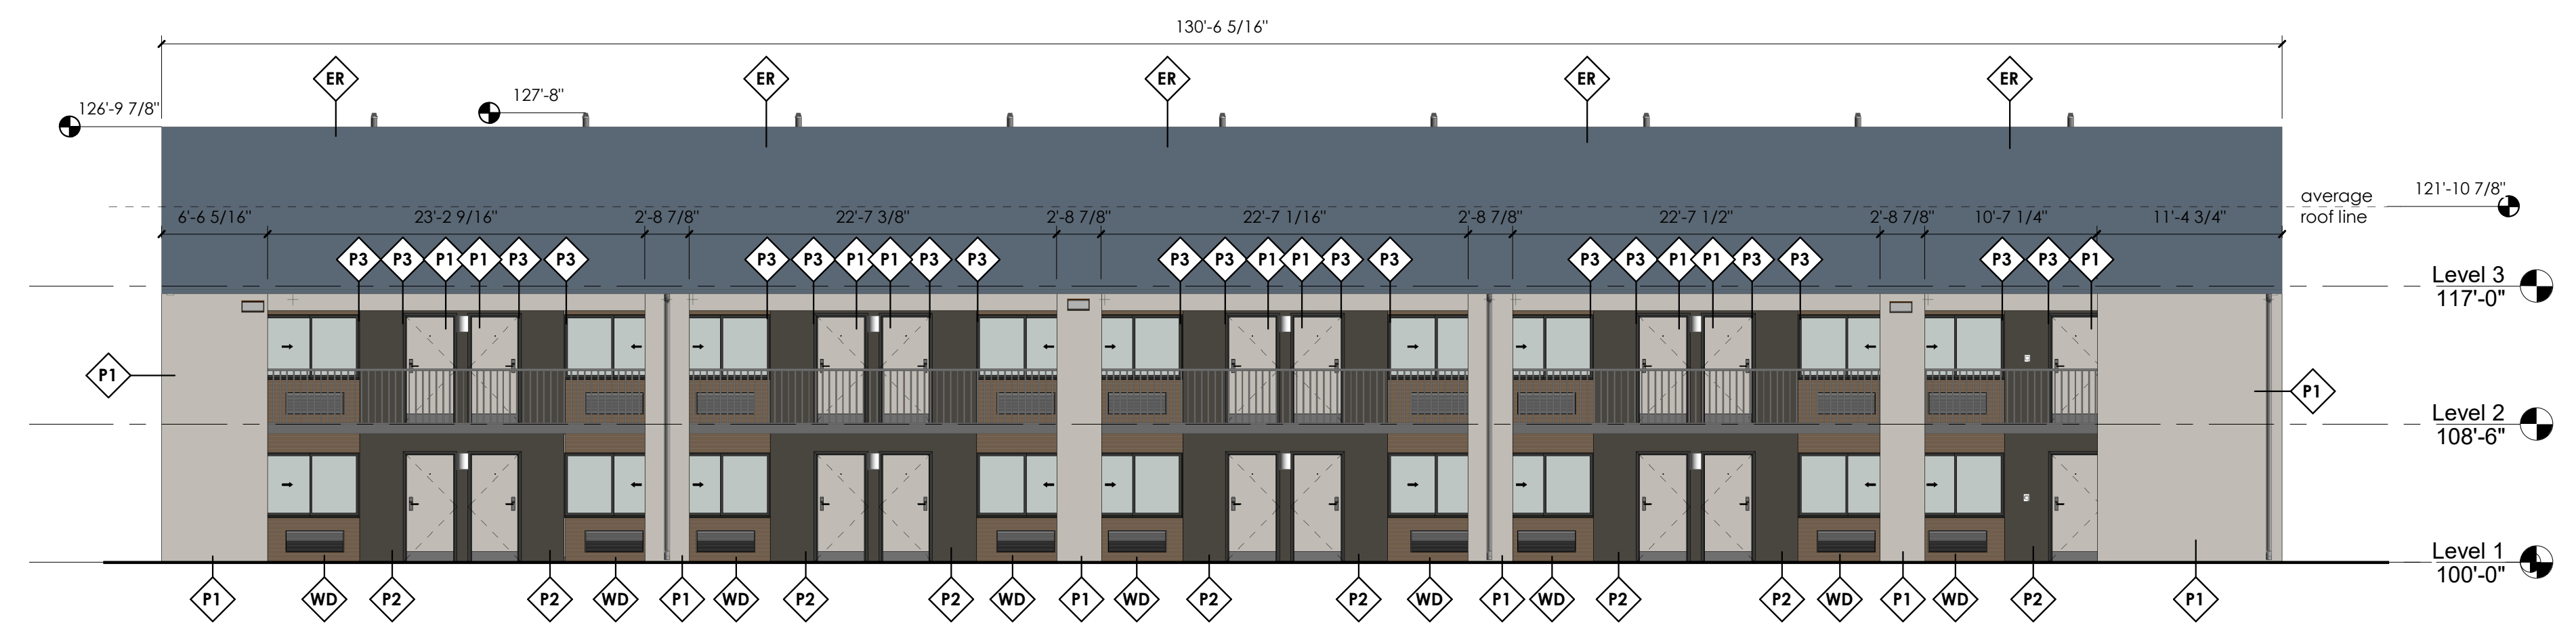 130'-6 5/16"
ER ER ER ER ER
126'-9 7/8"
127'-8"
6'-6 5/16" 23'-2 9/16" 2'-8 7/8" 22'-7 3/8" 2'-8 7/8" 22'-7 1/16" 2'-8 7/8" 22'-7 1/2" 2'-8 7/8" 10'-7 1/4" 11'-4 3/4"
average
roof line
121'-10 7/8"
P3 P3 P1 P1 P3 P3 P3 P3 P1 P1 P3 P3 P3 P3 P1 P1 P3 P3 P3 P3 P1 P1 P3 P3 P3 P3 P1
Level 3
117'-0"
P1
P1
Level 2
108'-6"
Level 1
100'-0"
P1 WD P2 P2 WD P1 WD P2 P2 WD P1 WD P2 P2 WD P1 WD P2 P2 WD P1 WD P2 P1